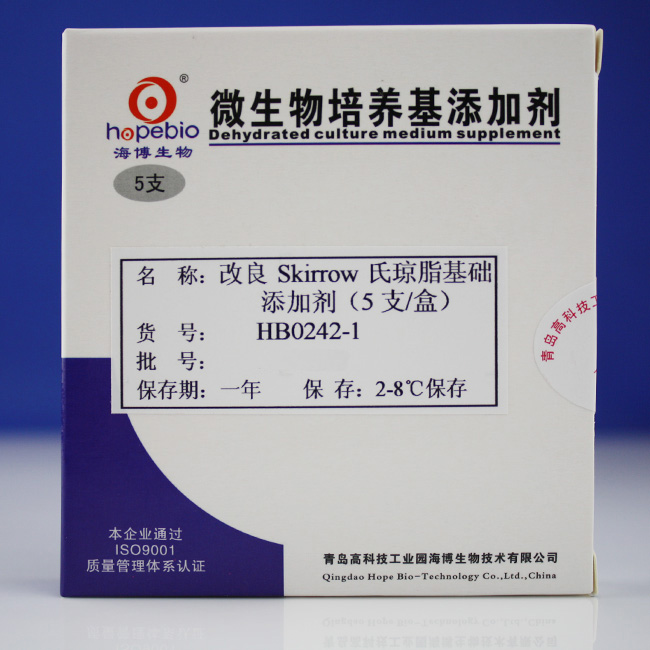 ®
hopebio
海博生物
5支
微生物培养基添加剂
Dehydrated culture medium supplement
名 称：改良 Skirrow 氏琼脂基础
添加剂（5 支/盒）
货 号： HB0242-1
批 号：
保存期：一年 保 存：2-8℃保存
青岛高科技工
本企业通过
ISO9001
质量管理体系认证
青岛高科技工业园海博生物技术有限公司
Qingdao Hope Bio-Technology Co.,Ltd.,China